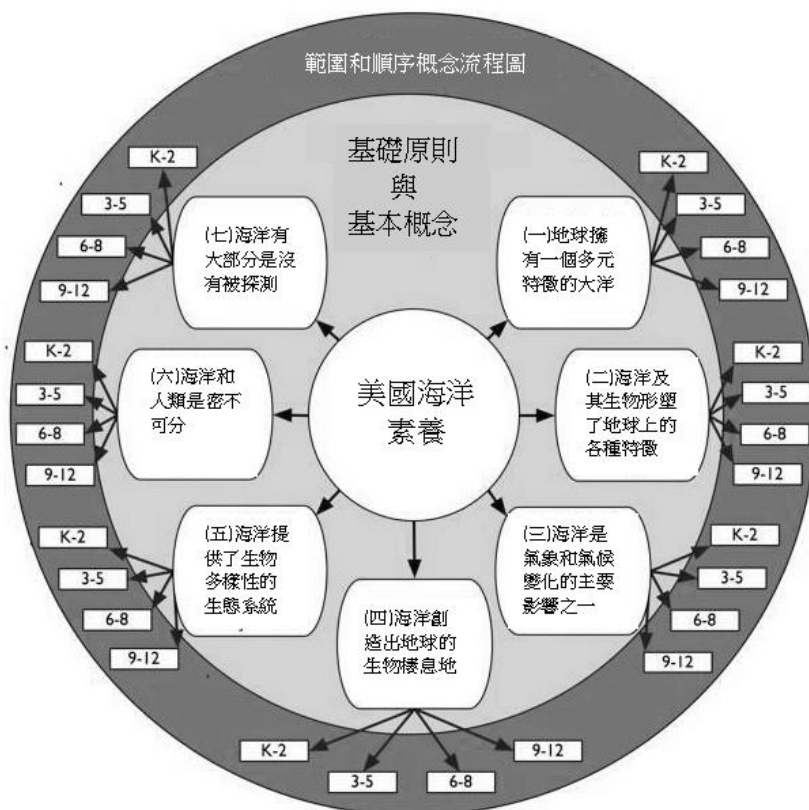 範圍和順序概念流程圖
基礎原則
與
基本概念
美國海洋
素養
(一)地球擁
有一個多元
特徵的大洋
K-2
3-5
6-8
9-12
(二)海洋及
其生物形塑
了地球上的
各種特徵
K-2
3-5
6-8
9-12
(三)海洋是
氣象和氣候
變化的主要
影響之一
K-2
3-5
6-8
9-12
(四)海洋創
造出地球的
生物棲息地
K-2
3-5
6-8
9-12
(五)海洋提
供了生物
多樣性的
生態系統
K-2
3-5
6-8
9-12
(六)海洋和
人類是密不
可分
K-2
3-5
6-8
9-12
(七)海洋有
大部分是沒
有被探測
K-2
3-5
6-8
9-12